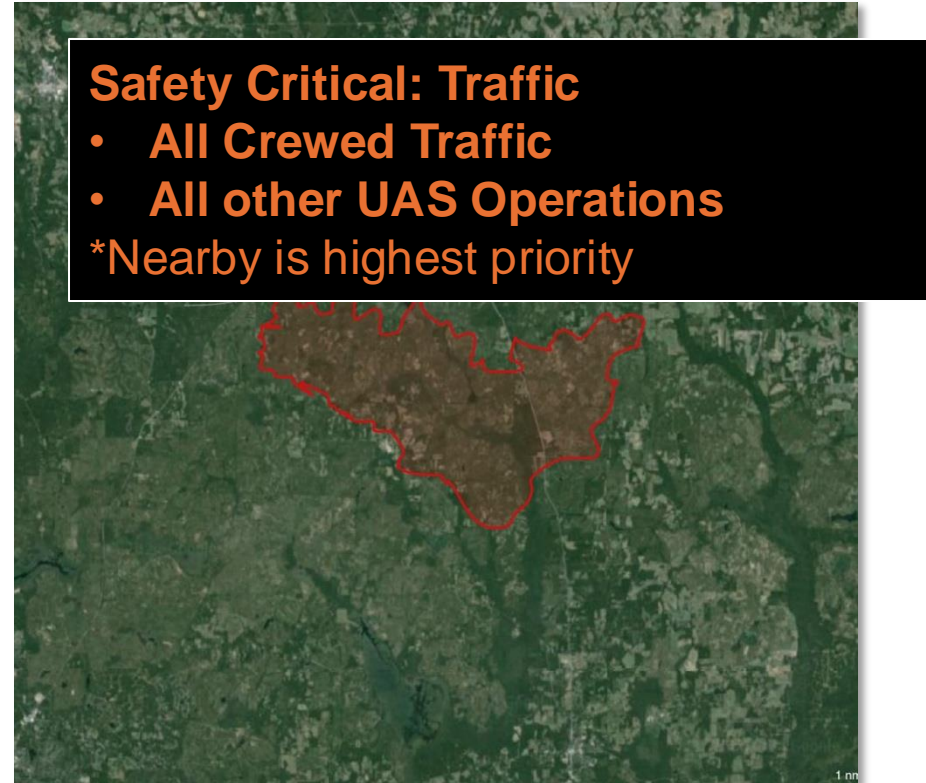 Safety Critical: Traffic
• All Crewed Traffic
• All other UAS Operations
*Nearby is highest priority
1 nm